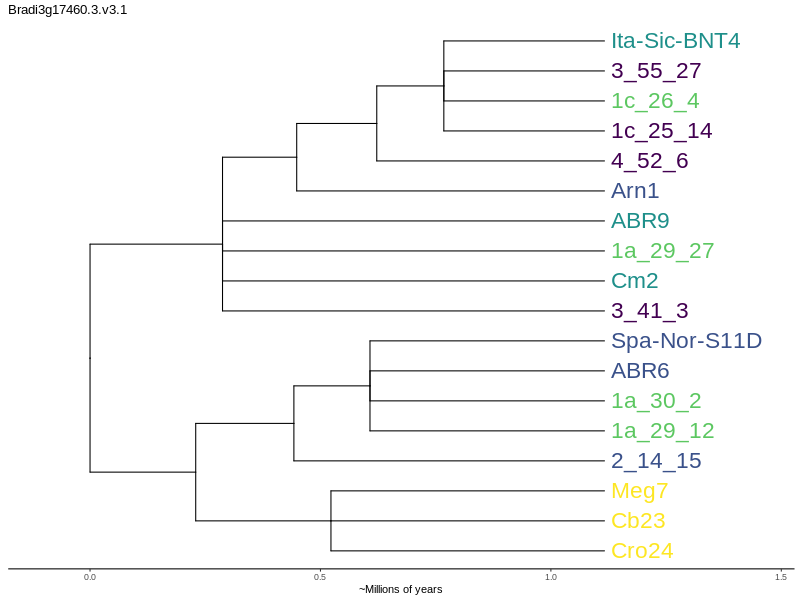 Bradi3g17460.3.v3.1
Ita-Sic-BNT4
3_55_27
1c_26_4
1c_25_14
4_52_6
Arn1
ABR9
1a_29_27
Cm2
3_41_3
Spa-Nor-S11D
ABR6
1a_30_2
1a_29_12
2_14_15
Meg7
Cb23
Cro24
0.0 0.5 1.0 1.5
~Millions of years